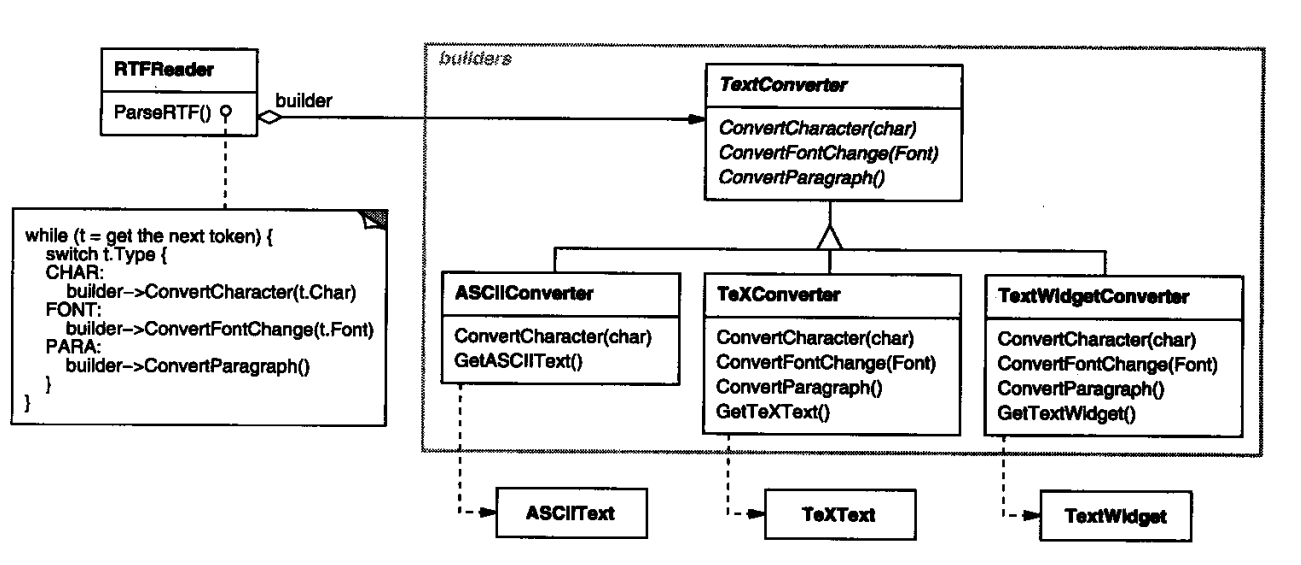 builders
RTFReader
ParseRTF()
builder
TextConverter
ConvertCharacter(char)
ConvertFontChange(Font)
ConvertParagraph()
while (t = get the next token) {
switch t.Type {
CHAR:
builder–>ConvertCharacter(t.Char)
FONT:
builder–>ConvertFontChange(t.Font)
PARA:
builder–>ConvertParagraph()
}
}
ASCIIConverter
ConvertCharacter(char)
GetASCIIText()
TeXConverter
ConvertCharacter(char)
ConvertFontChange(Font)
ConvertParagraph()
GetTeXText()
TextWidgetConverter
ConvertCharacter(char)
ConvertFontChange(Font)
ConvertParagraph()
GetTextWidget()
ASCIIText
TeXText
TextWidget